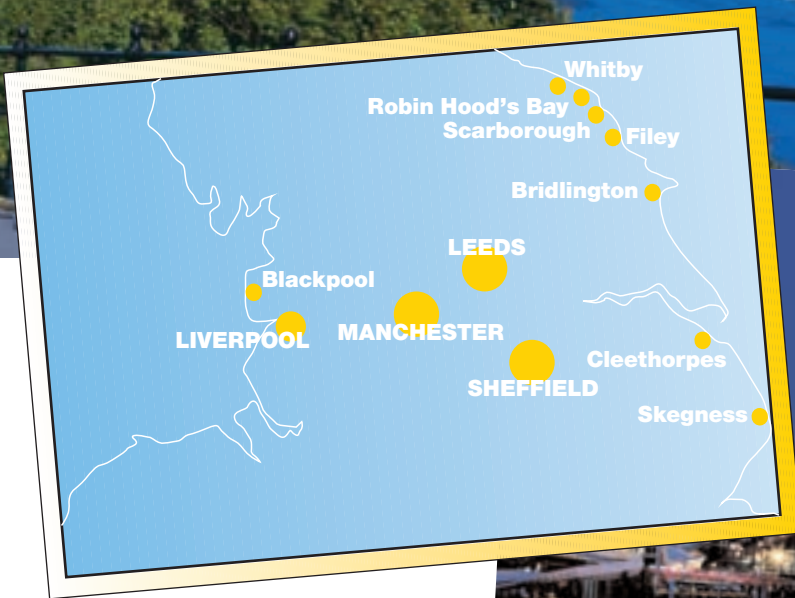 Whitby
Robin Hood's Bay
Scarborough
Filey
Bridlington
LEEDS
Blackpool
LIVERPOOL
MANCHESTER
Cleethorpes
SHEFFIELD
Skegness